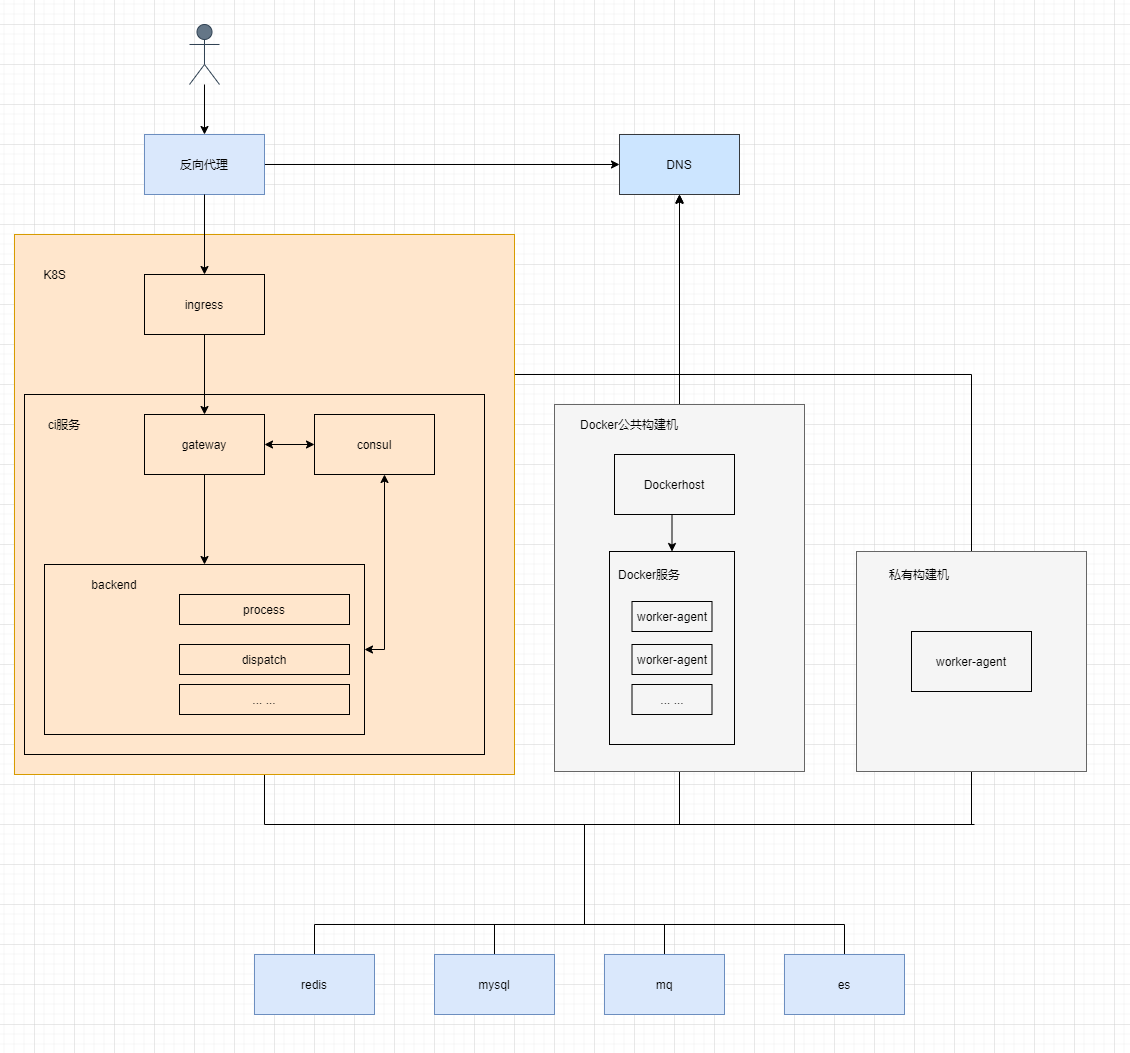 反向代理
DNS
K8S
ingress
ci服务
gateway
consul
backend
process
dispatch
... ...
Docker公共构建机
Dockerhost
Docker服务
worker-agent
worker-agent
... ...
私有构建机
worker-agent
redis
mysql
mq
es